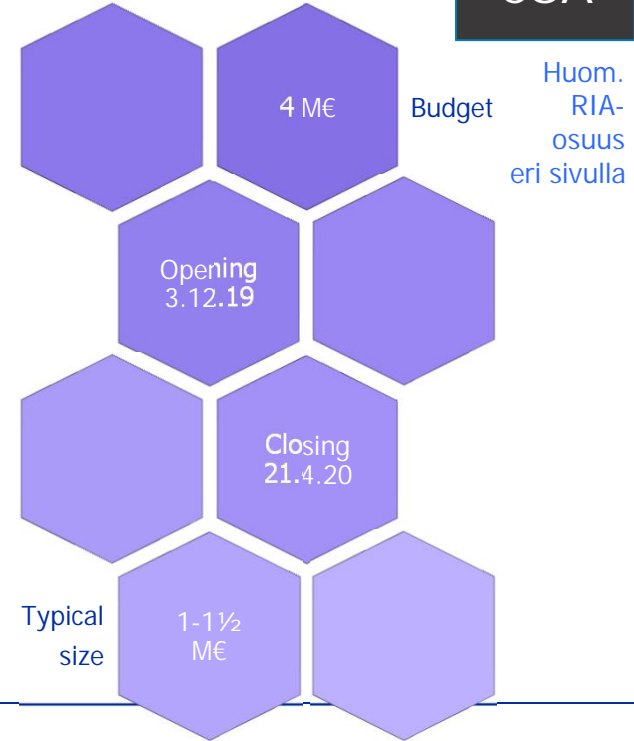 4 M€
Budget
Huom.
RIA-
osuus
eri sivulla
Opening
3.12.19
Closing
21.4.20
Typical
size
1-1½
M€